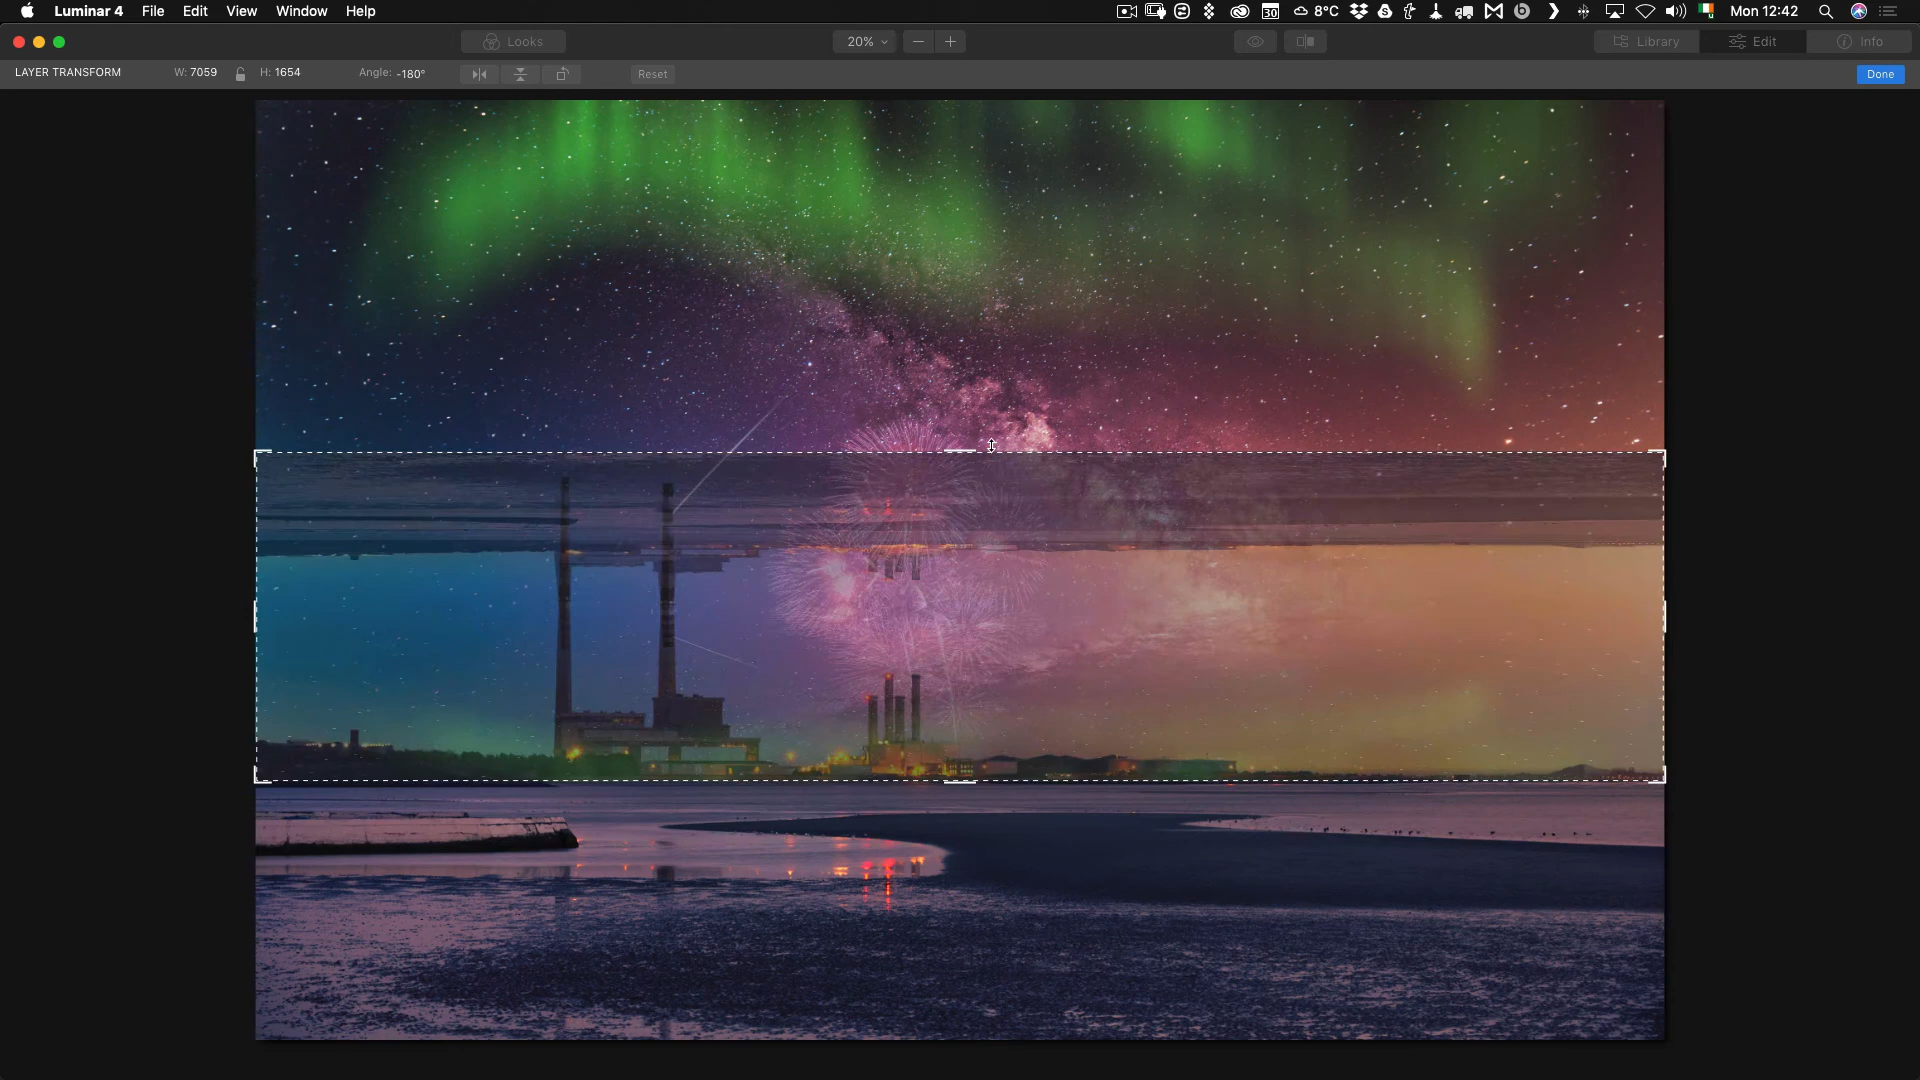 Luminar 4 File Edit View Window Help 30 8°C Mon 12:42
Looks 20% Library Edit Info
LAYER TRANSFORM W: 7059 H: 1654 Angle: -180° Reset Done